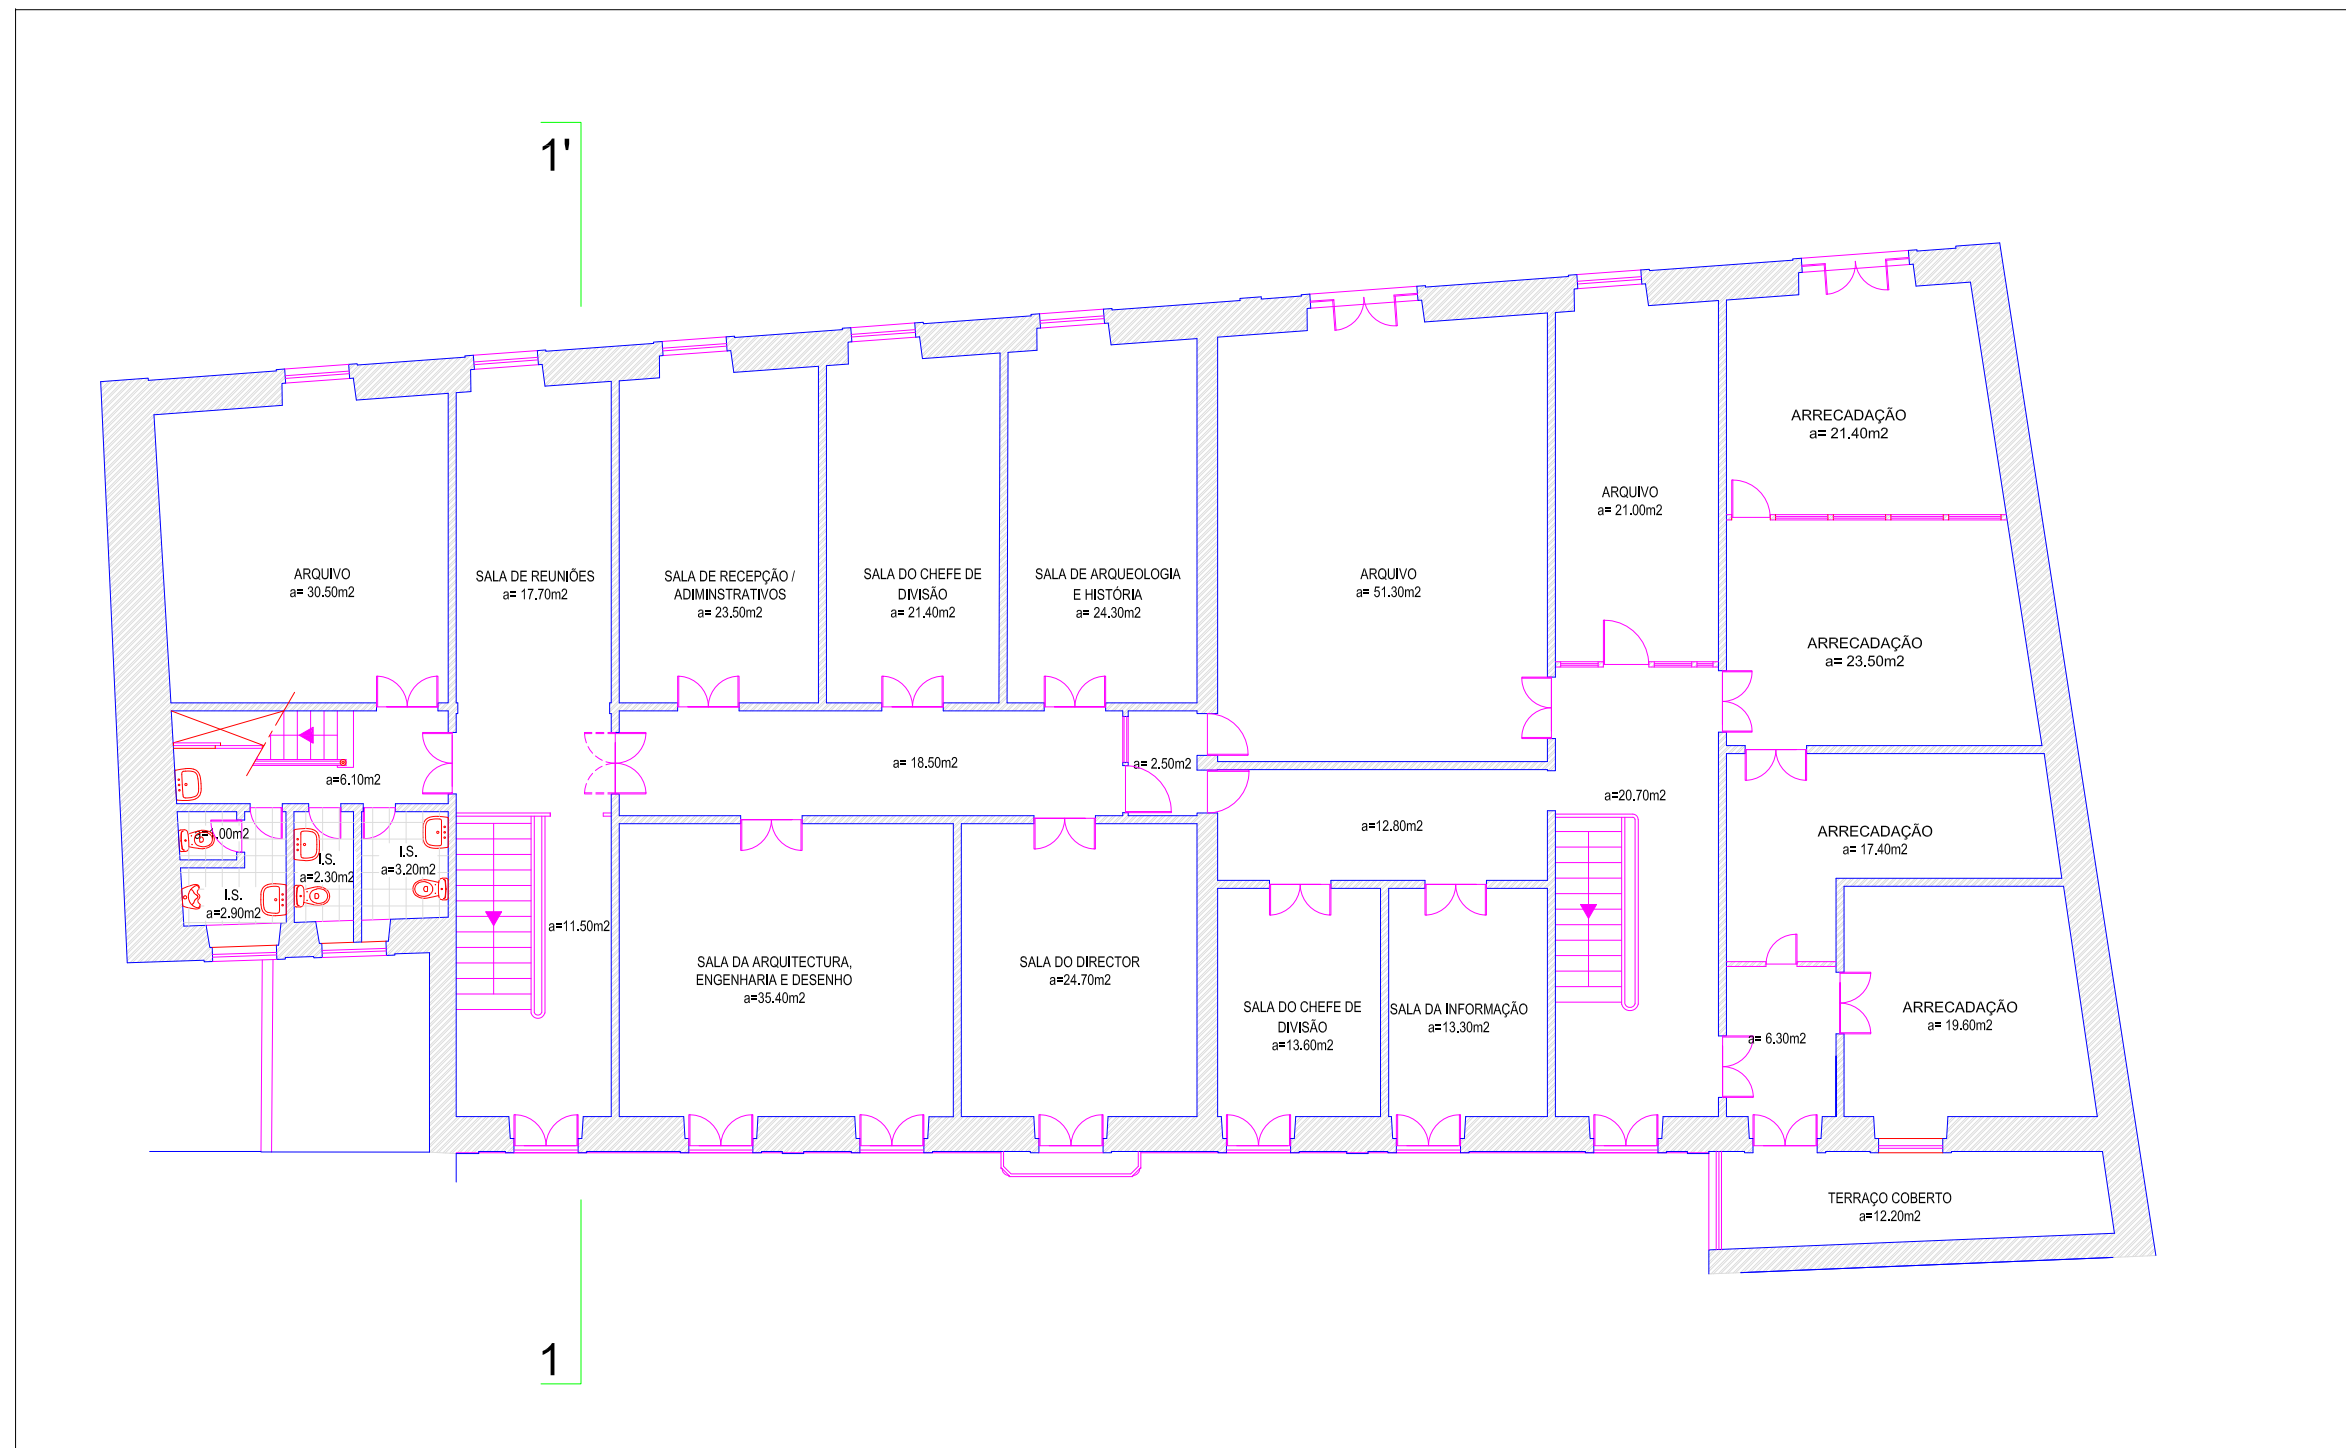 1'
ARRECADAÇÃO
a= 21.40m2
ARQUIVO
a= 21.00m2
ARQUIVO
a= 30.50m2
SALA DE REUNIÕES
a= 17.70m2
SALA DE RECEPÇÃO /
ADIMINSTRATIVOS
a= 23.50m2
SALA DO CHEFE DE
DIVISÃO
a= 21.40m2
SALA DE ARQUEOLOGIA
E HISTÓRIA
a= 24.30m2
ARQUIVO
a= 51.30m2
ARRECADAÇÃO
a= 23.50m2
a=6.10m2
a= 18.50m2
a= 2.50m2
a=20.70m2
a=12.80m2
ARRECADAÇÃO
a= 17.40m2
I.S.
a=2.30m2
I.S.
a=3.20m2
I.S.
a=2.90m2
a=11.50m2
SALA DA ARQUITECTURA,
ENGENHARIA E DESENHO
a=35.40m2
SALA DO DIRECTOR
a=24.70m2
SALA DO CHEFE DE
DIVISÃO
a=13.60m2
SALA DA INFORMAÇÃO
a=13.30m2
a= 6.30m2
ARRECADAÇÃO
a= 19.60m2
TERRAÇO COBERTO
a=12.20m2
1